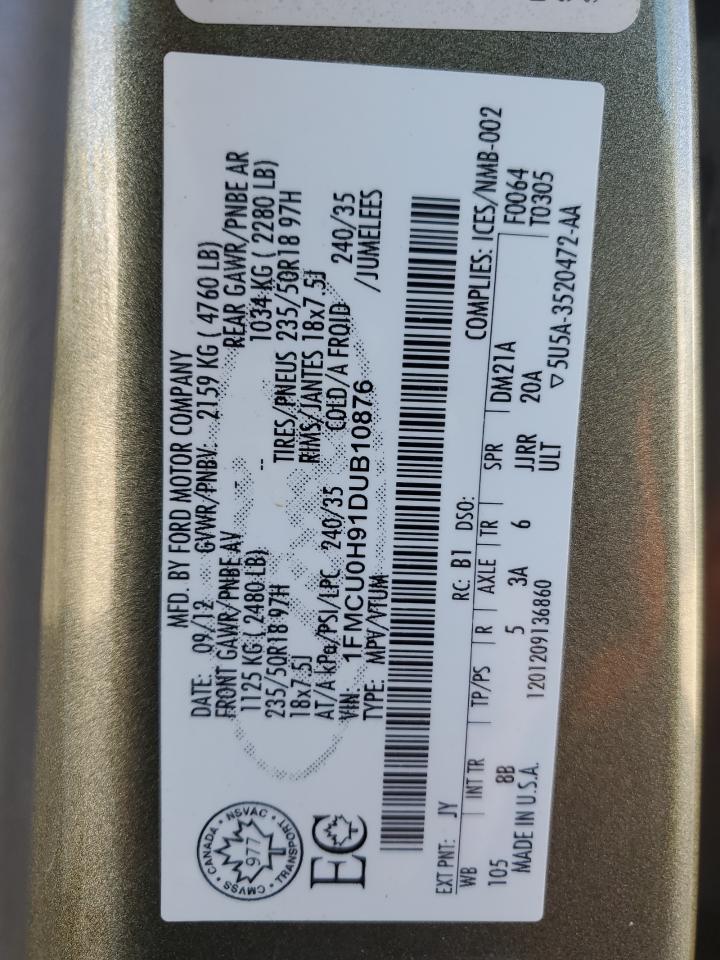 MFD. BY FORD MOTOR COMPANY
DATE: 09/12 GVWR/PNBV: 2159 KG ( 4760 LB)
FRONT GAWR/PNBE AV REAR GAWR/PNBE AR
1125 KG ( 2480 LB) -- 1034 KG ( 2280 LB)
235/50R18 97H TIRES/PNEUS 235/50R18 97H
18x7.5J RIMS/JANTES 18x7.5J
AT/A kPa/PSI/LPC 240/35 COLD/A FROID 240/35
VIN: 1FMCU0H91DUB10876 /JUMELEES
TYPE: MPV/VTUM
CANADA • NSVAC • TRANSPORT • CMVSS •
977
EC
COMPLIES: ICES/NMB-002
EXT PNT: JY RC: B1 DSO: F0064
WB INT TR TP/PS R AXLE TR SPR DM21A T0305
105 8B 5 3A 6 JJRR 20A
MADE IN U.S.A. 1201209136860 ULT ▽5U5A-3520472-AA